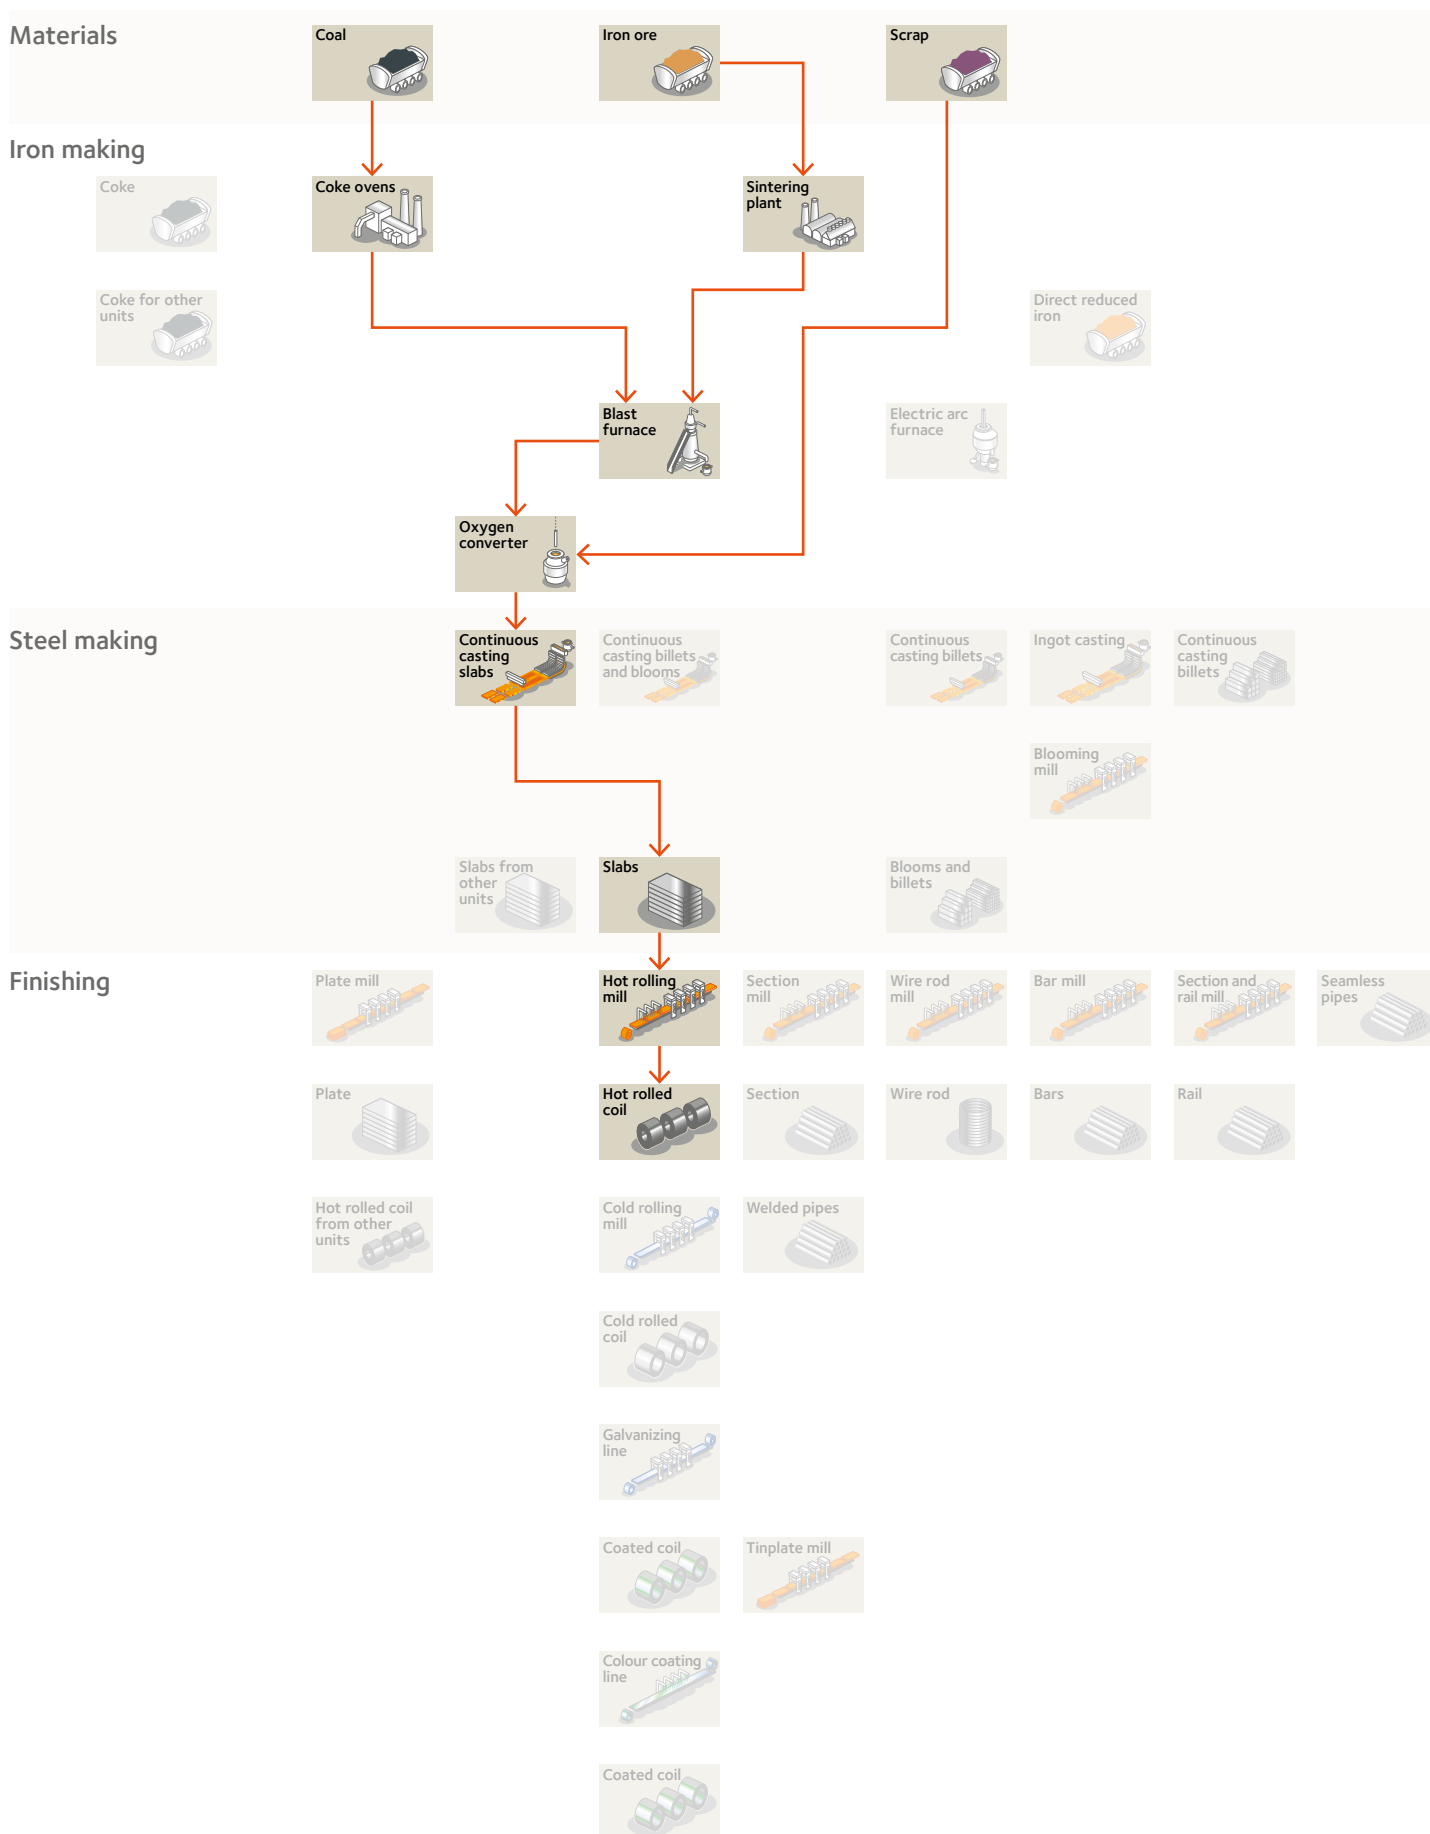 Materials
Coal
Iron ore
Scrap
Iron making
Coke
Coke ovens
Sintering
plant
Coke for other
units
Direct reduced
iron
Blast
furnace
Electric arc
furnace
Oxygen
converter
Steel making
Continuous
casting
slabs
Continuous
casting billets
and blooms
Continuous
casting billets
Ingot casting
Continuous
casting
billets
Blooming
mill
Slabs from
other
units
Slabs
Blooms and
billets
Finishing
Plate mill
Hot rolling
mill
Section
mill
Wire rod
mill
Bar mill
Section and
rail mill
Seamless
pipes
Plate
Hot rolled
coil
Section
Wire rod
Bars
Rail
Hot rolled coil
from other
units
Cold rolling
mill
Welded pipes
Cold rolled
coil
Galvanizing
line
Coated coil
Tinplate mill
Colour coating
line
Coated coil